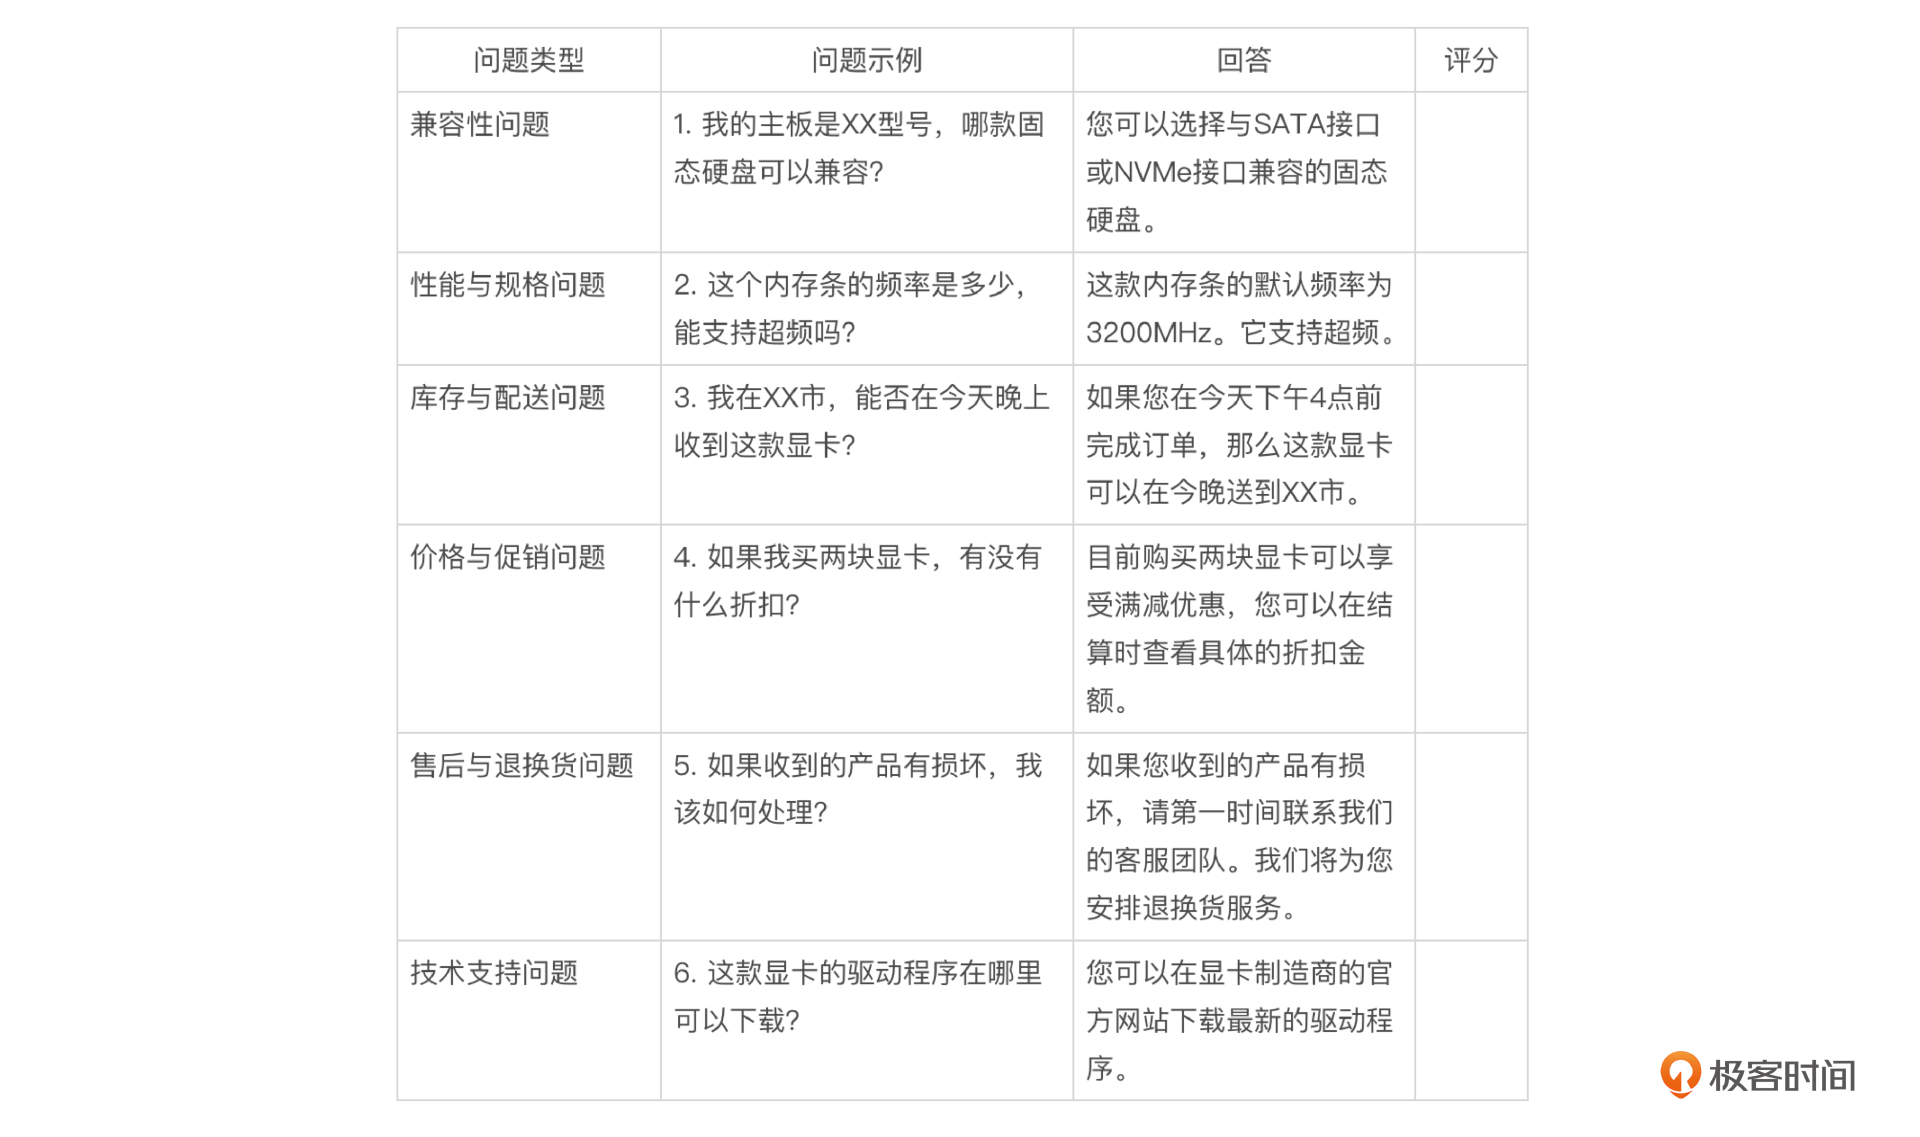 问题类型 问题示例 回答 评分
兼容性问题
1. 我的主板是XX型号，哪款固
态硬盘可以兼容？
您可以选择与SATA接口
或NVMe接口兼容的固态
硬盘。
性能与规格问题
2. 这个内存条的频率是多少，
能支持超频吗？
这款内存条的默认频率为
3200MHz。它支持超频。
库存与配送问题
3. 我在XX市，能否在今天晚上
收到这款显卡？
如果您在今天下午4点前
完成订单，那么这款显卡
可以在今晚送到XX市。
价格与促销问题
4. 如果我买两块显卡，有没有
什么折扣？
目前购买两块显卡可以享
受满减优惠，您可以在结
算时查看具体的折扣金
额。
售后与退换货问题
5. 如果收到的产品有损坏，我
该如何处理？
如果您收到的产品有损
坏，请第一时间联系我们
的客服团队。我们将为您
安排退换货服务。
技术支持问题
6. 这款显卡的驱动程序在哪里
可以下载？
您可以在显卡制造商的官
方网站下载最新的驱动程
序。
极客时间